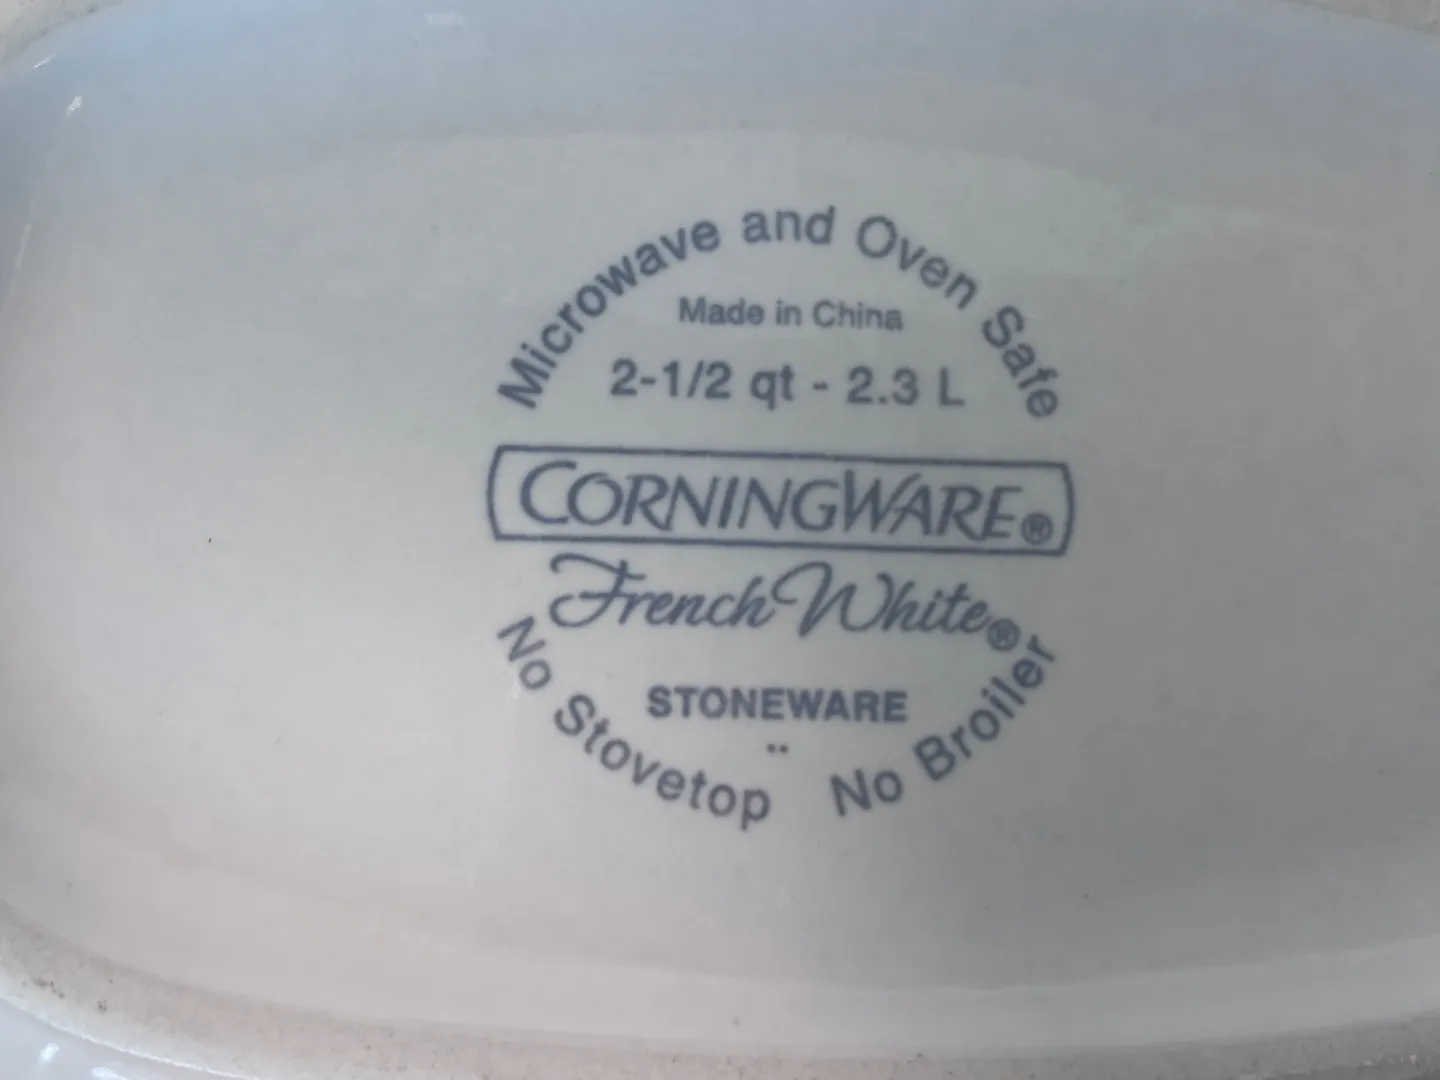 Microwave and Oven Safe
Made in China
2-1/2 qt - 2.3 L
CORNINGWARE®
French White®
STONEWARE
No Stovetop No Broiler